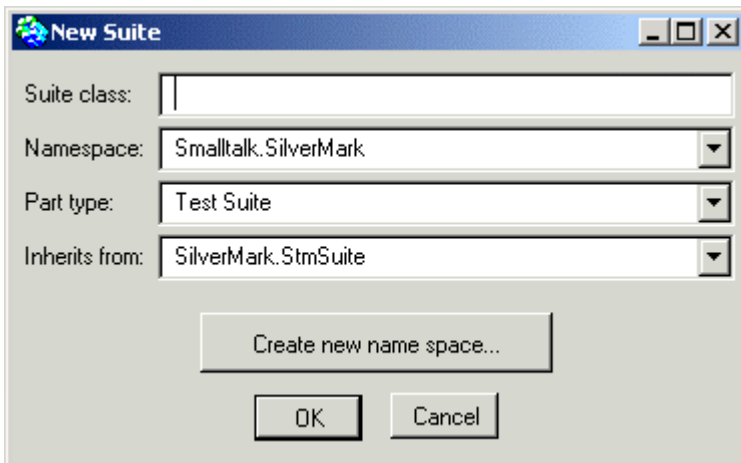 New Suite
Suite class:
Namespace: Smalltalk.SilverMark
Part type: Test Suite
Inherits from: SilverMark.StmSuite
Create new name space...
OK Cancel